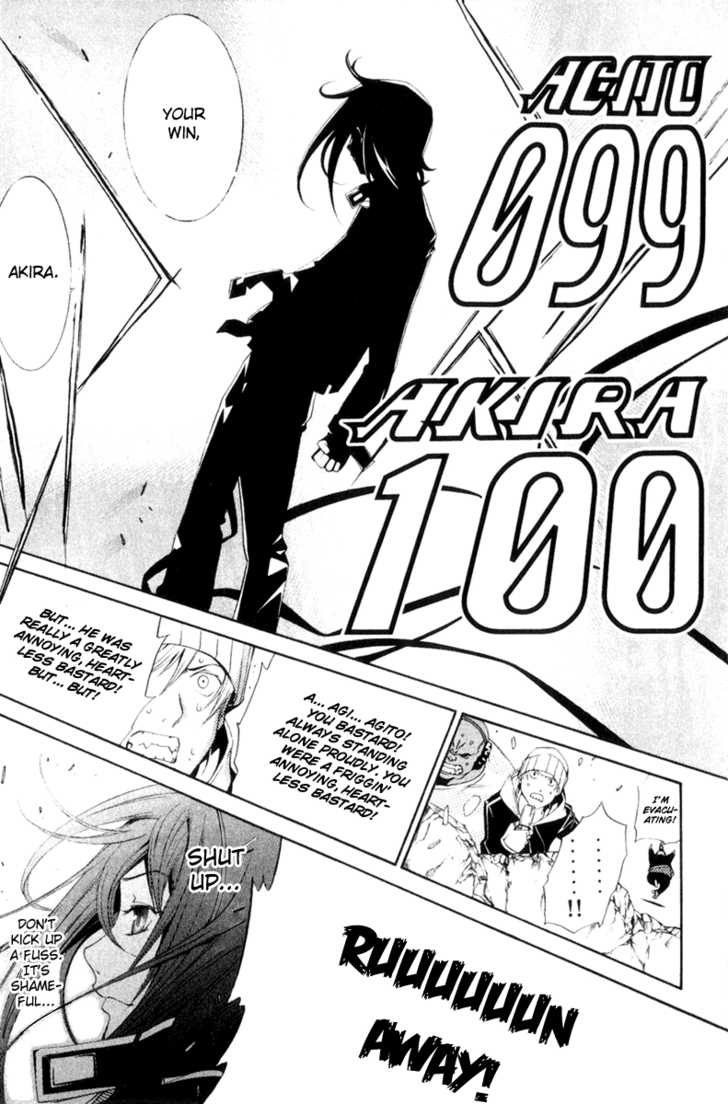 AGITO
099
AKIRA
100
YOUR
WIN,
AKIRA.
I'M
EVACU-
ATING!
.......!!
A... AGI... AGITO!
YOU BASTARD!
ALWAYS STANDING
ALONE PROUDLY. YOU
WERE A FRIGGIN'
ANNOYING, HEART-
LESS BASTARD!
BUT... HE WAS
REALLY A GREATLY
ANNOYING, HEART-
LESS BASTARD!
BUT... BUT!
RUUUUUUUN
AWAY!
SHUT
UP...
DON'T
KICK UP
A FUSS.
IT'S
SHAME-
FUL...